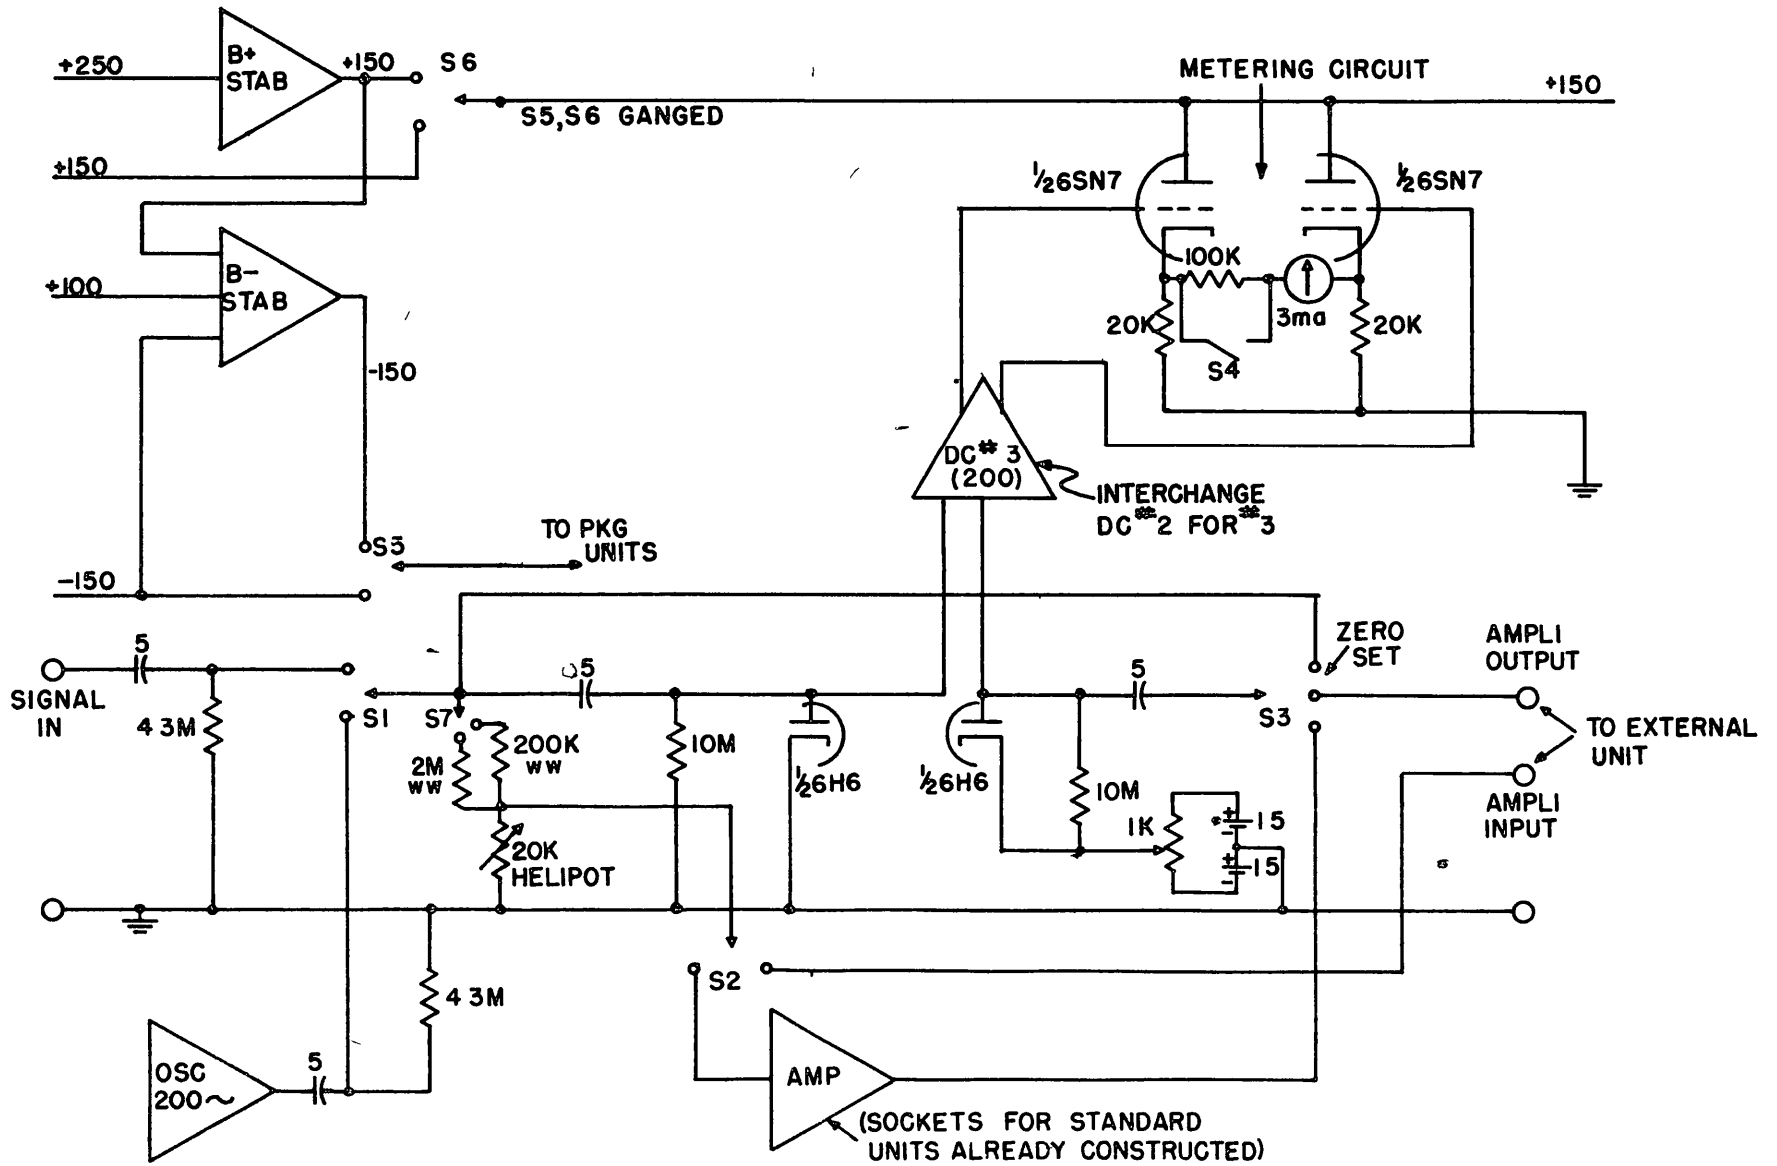 +250
B+
STAB
+150
S6
METERING CIRCUIT
+150
S5,S6 GANGED
+150
1/2 6SN7
1/2 6SN7
B-
STAB
+100
100K
3ma
20K
20K
S4
-150
DC#3
(200)
INTERCHANGE
DC#2 FOR #3
S5
TO PKG
UNITS
-150
5
ZERO
SET
AMPLI
OUTPUT
SIGNAL
IN
5
5
43M
S1
S7
S3
TO EXTERNAL
UNIT
200K
WW
2M
WW
10M
1/2 6H6
1/2 6H6
10M
1K
+
-
15
+
-
15
AMPLI
INPUT
20K
HELIPOT
S2
43M
5
OSC
200~
AMP
(SOCKETS FOR STANDARD
UNITS ALREADY CONSTRUCTED)